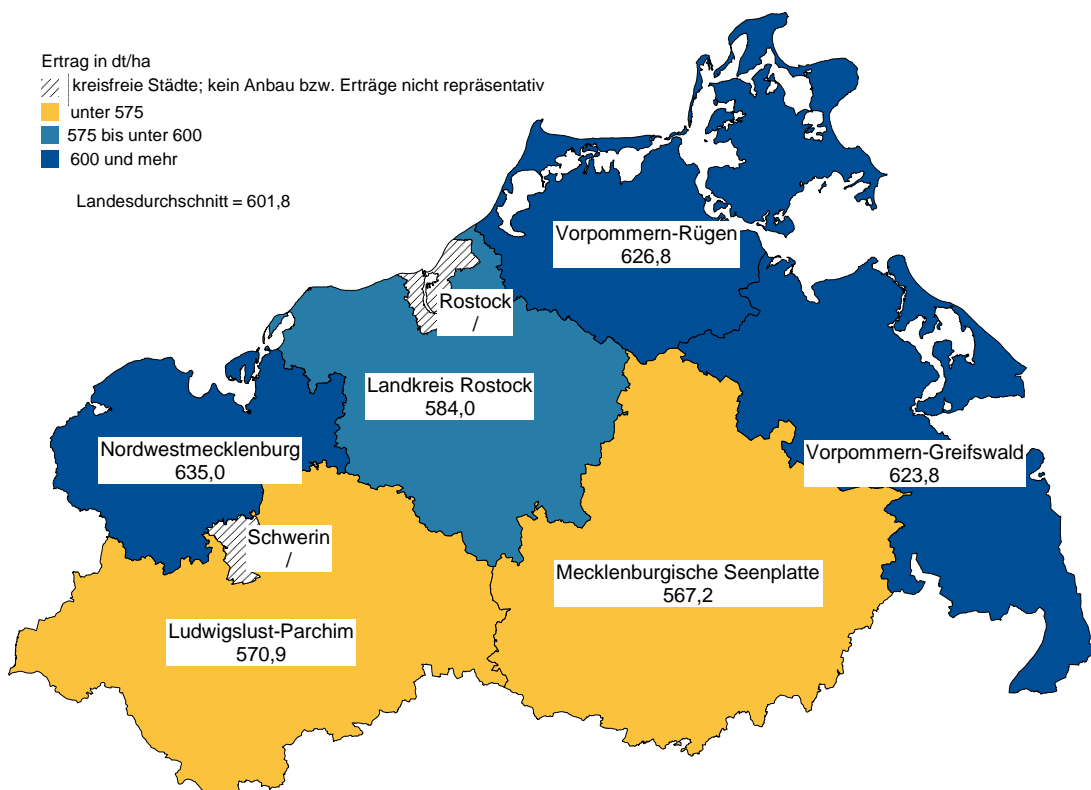 Ertrag in dt/ha
kreisfreie Städte; kein Anbau bzw. Erträge nicht repräsentativ
unter 575
575 bis unter 600
600 und mehr
Landesdurchschnitt = 601,8
Vorpommern-Rügen
626,8
Rostock
/
Landkreis Rostock
584,0
Nordwestmecklenburg
635,0
Vorpommern-Greifswald
623,8
Schwerin
/
Mecklenburgische Seenplatte
567,2
Ludwigslust-Parchim
570,9